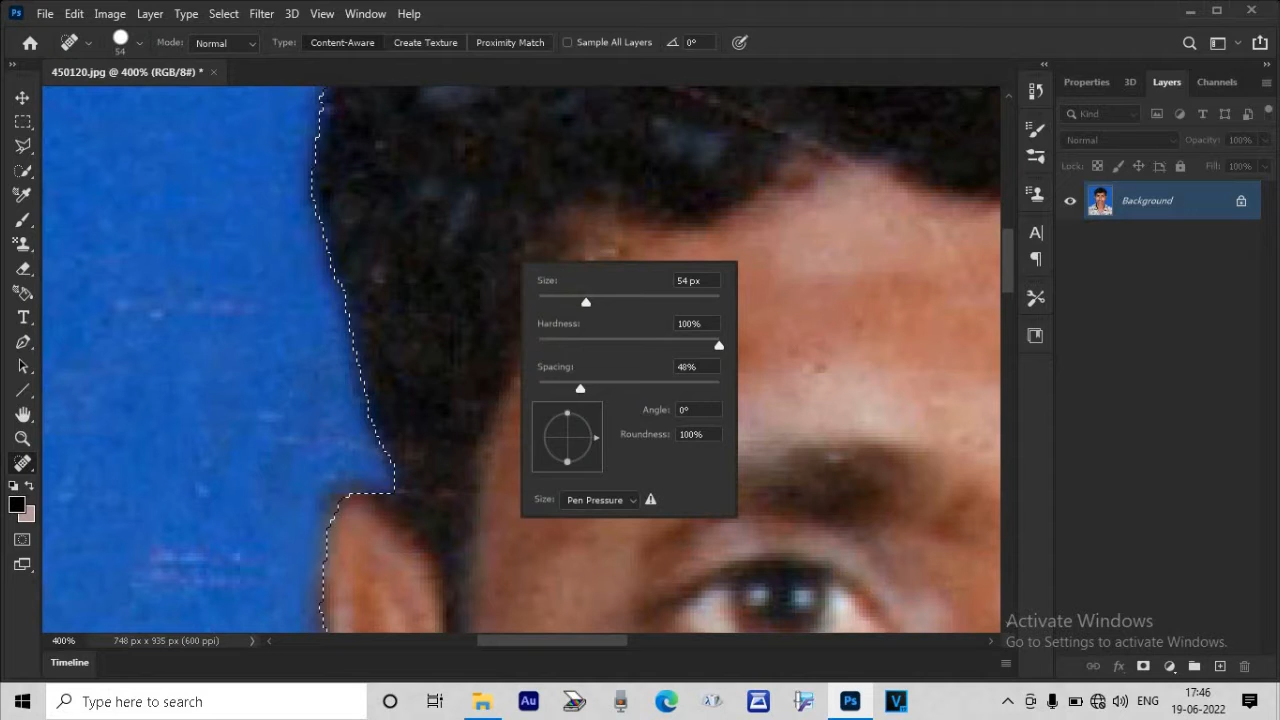 Ps File Edit Image Layer Type Select Filter 3D View Window Help
54 Mode: Normal Type: Content-Aware Create Texture Proximity Match Sample All Layers 0°
450120.jpg @ 400% (RGB/8#) *
Properties 3D Layers Channels
Kind
Normal Opacity: 100%
Lock: Fill: 100%
Background
Size: 54 px
Hardness: 100%
Spacing: 48%
Angle: 0°
Roundness: 100%
Size: Pen Pressure
Activate Windows
Go to Settings to activate Windows.
400% 748 px x 935 px (600 ppi)
Timeline
Type here to search
Au Ps V
ENG
17:46
19-06-2022